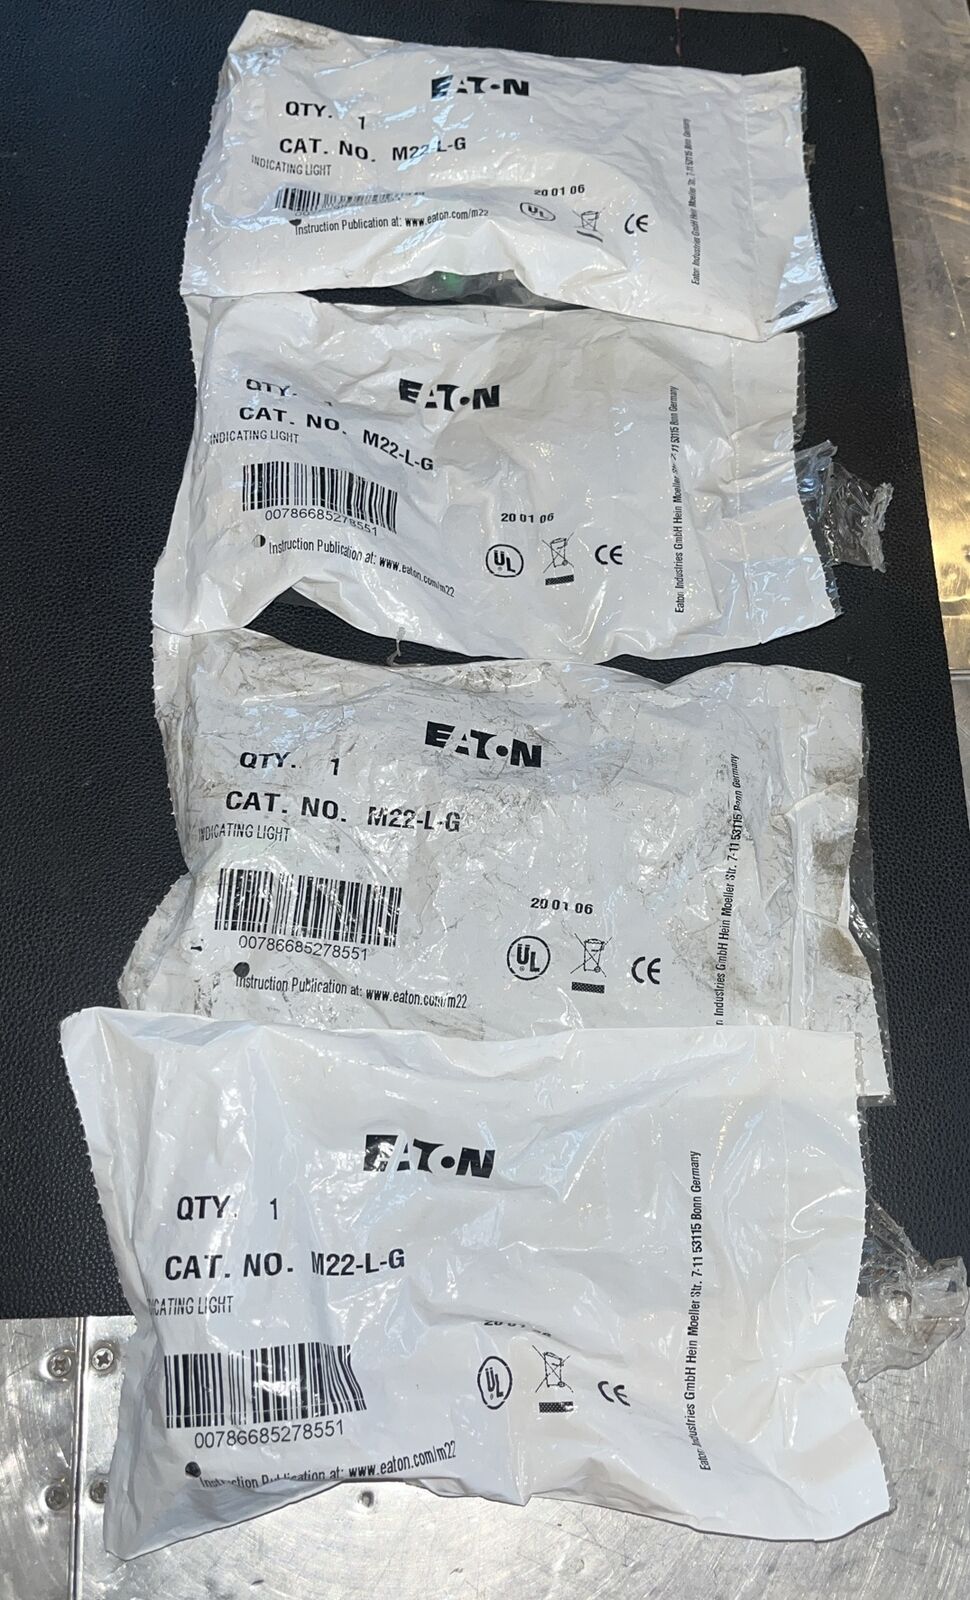 EATON
QTY. 1
CAT. NO. M22-L-G
INDICATING LIGHT
20 01 06
UL
CE
Instruction Publication at: www.eaton.com/m22
Eaton Industries GmbH Hein Moeller Str. 7-11 53115 Bonn Germany
EATON
QTY.
CAT. NO. M22-L-G
INDICATING LIGHT
00786685278551
20 01 06
UL
CE
Instruction Publication at: www.eaton.com/m22
Eaton Industries GmbH Hein Moeller 53115 Bonn Germany
EATON
QTY. 1
CAT. NO. M22-L-G
INDICATING LIGHT
00786685278551
20 01 06
UL
CE
Instruction Publication at: www.eaton.com/m22
Industries GmbH Hein Moeller Str. 7-11 53115 Bonn Germany
EATON
QTY. 1
CAT. NO. M22-L-G
LIGHT
00786685278551
UL
CE
at: www.eaton.com/m22
Eaton Industries GmbH Hein Moeller Str. 7-11 53115 Bonn Germany